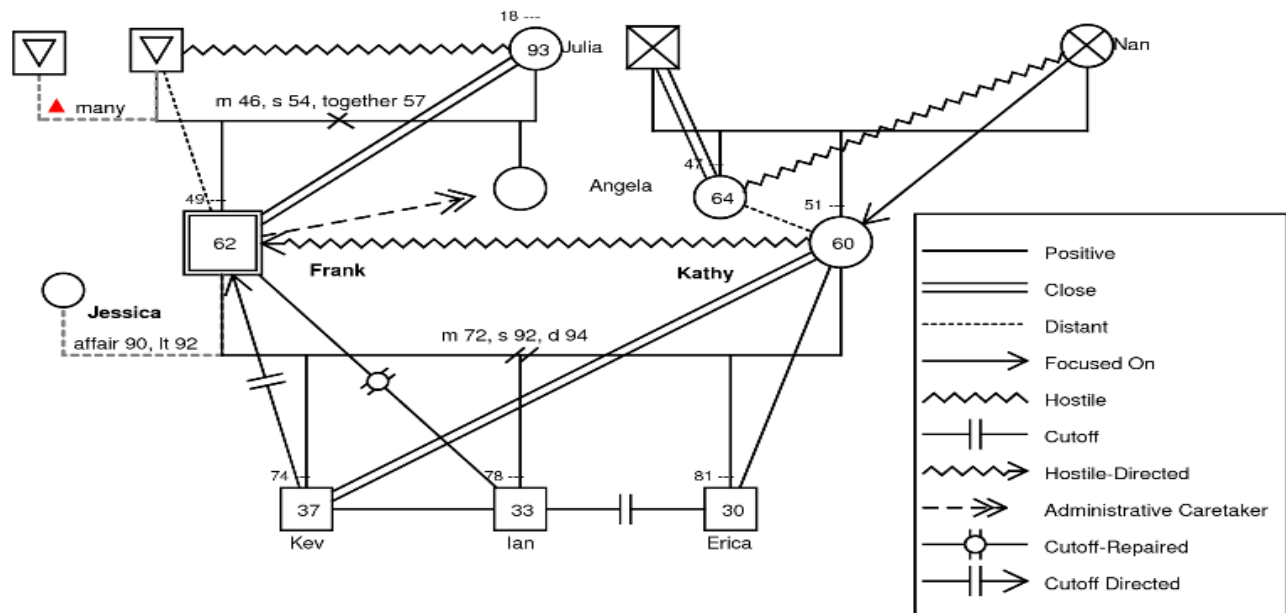 18 ---
93
Julia
Nan
many
m 46, s 54, together 57
49 ---
Angela
47 ---
64
51 ---
62
60
Frank
Kathy
Jessica
affair 90, lt 92
m 72, s 92, d 94
74 ---
78 ---
81 ---
37
33
30
Kev
Ian
Erica
Positive
Close
Distant
Focused On
Hostile
Cutoff
Hostile-Directed
Administrative Caretaker
Cutoff-Repaired
Cutoff Directed